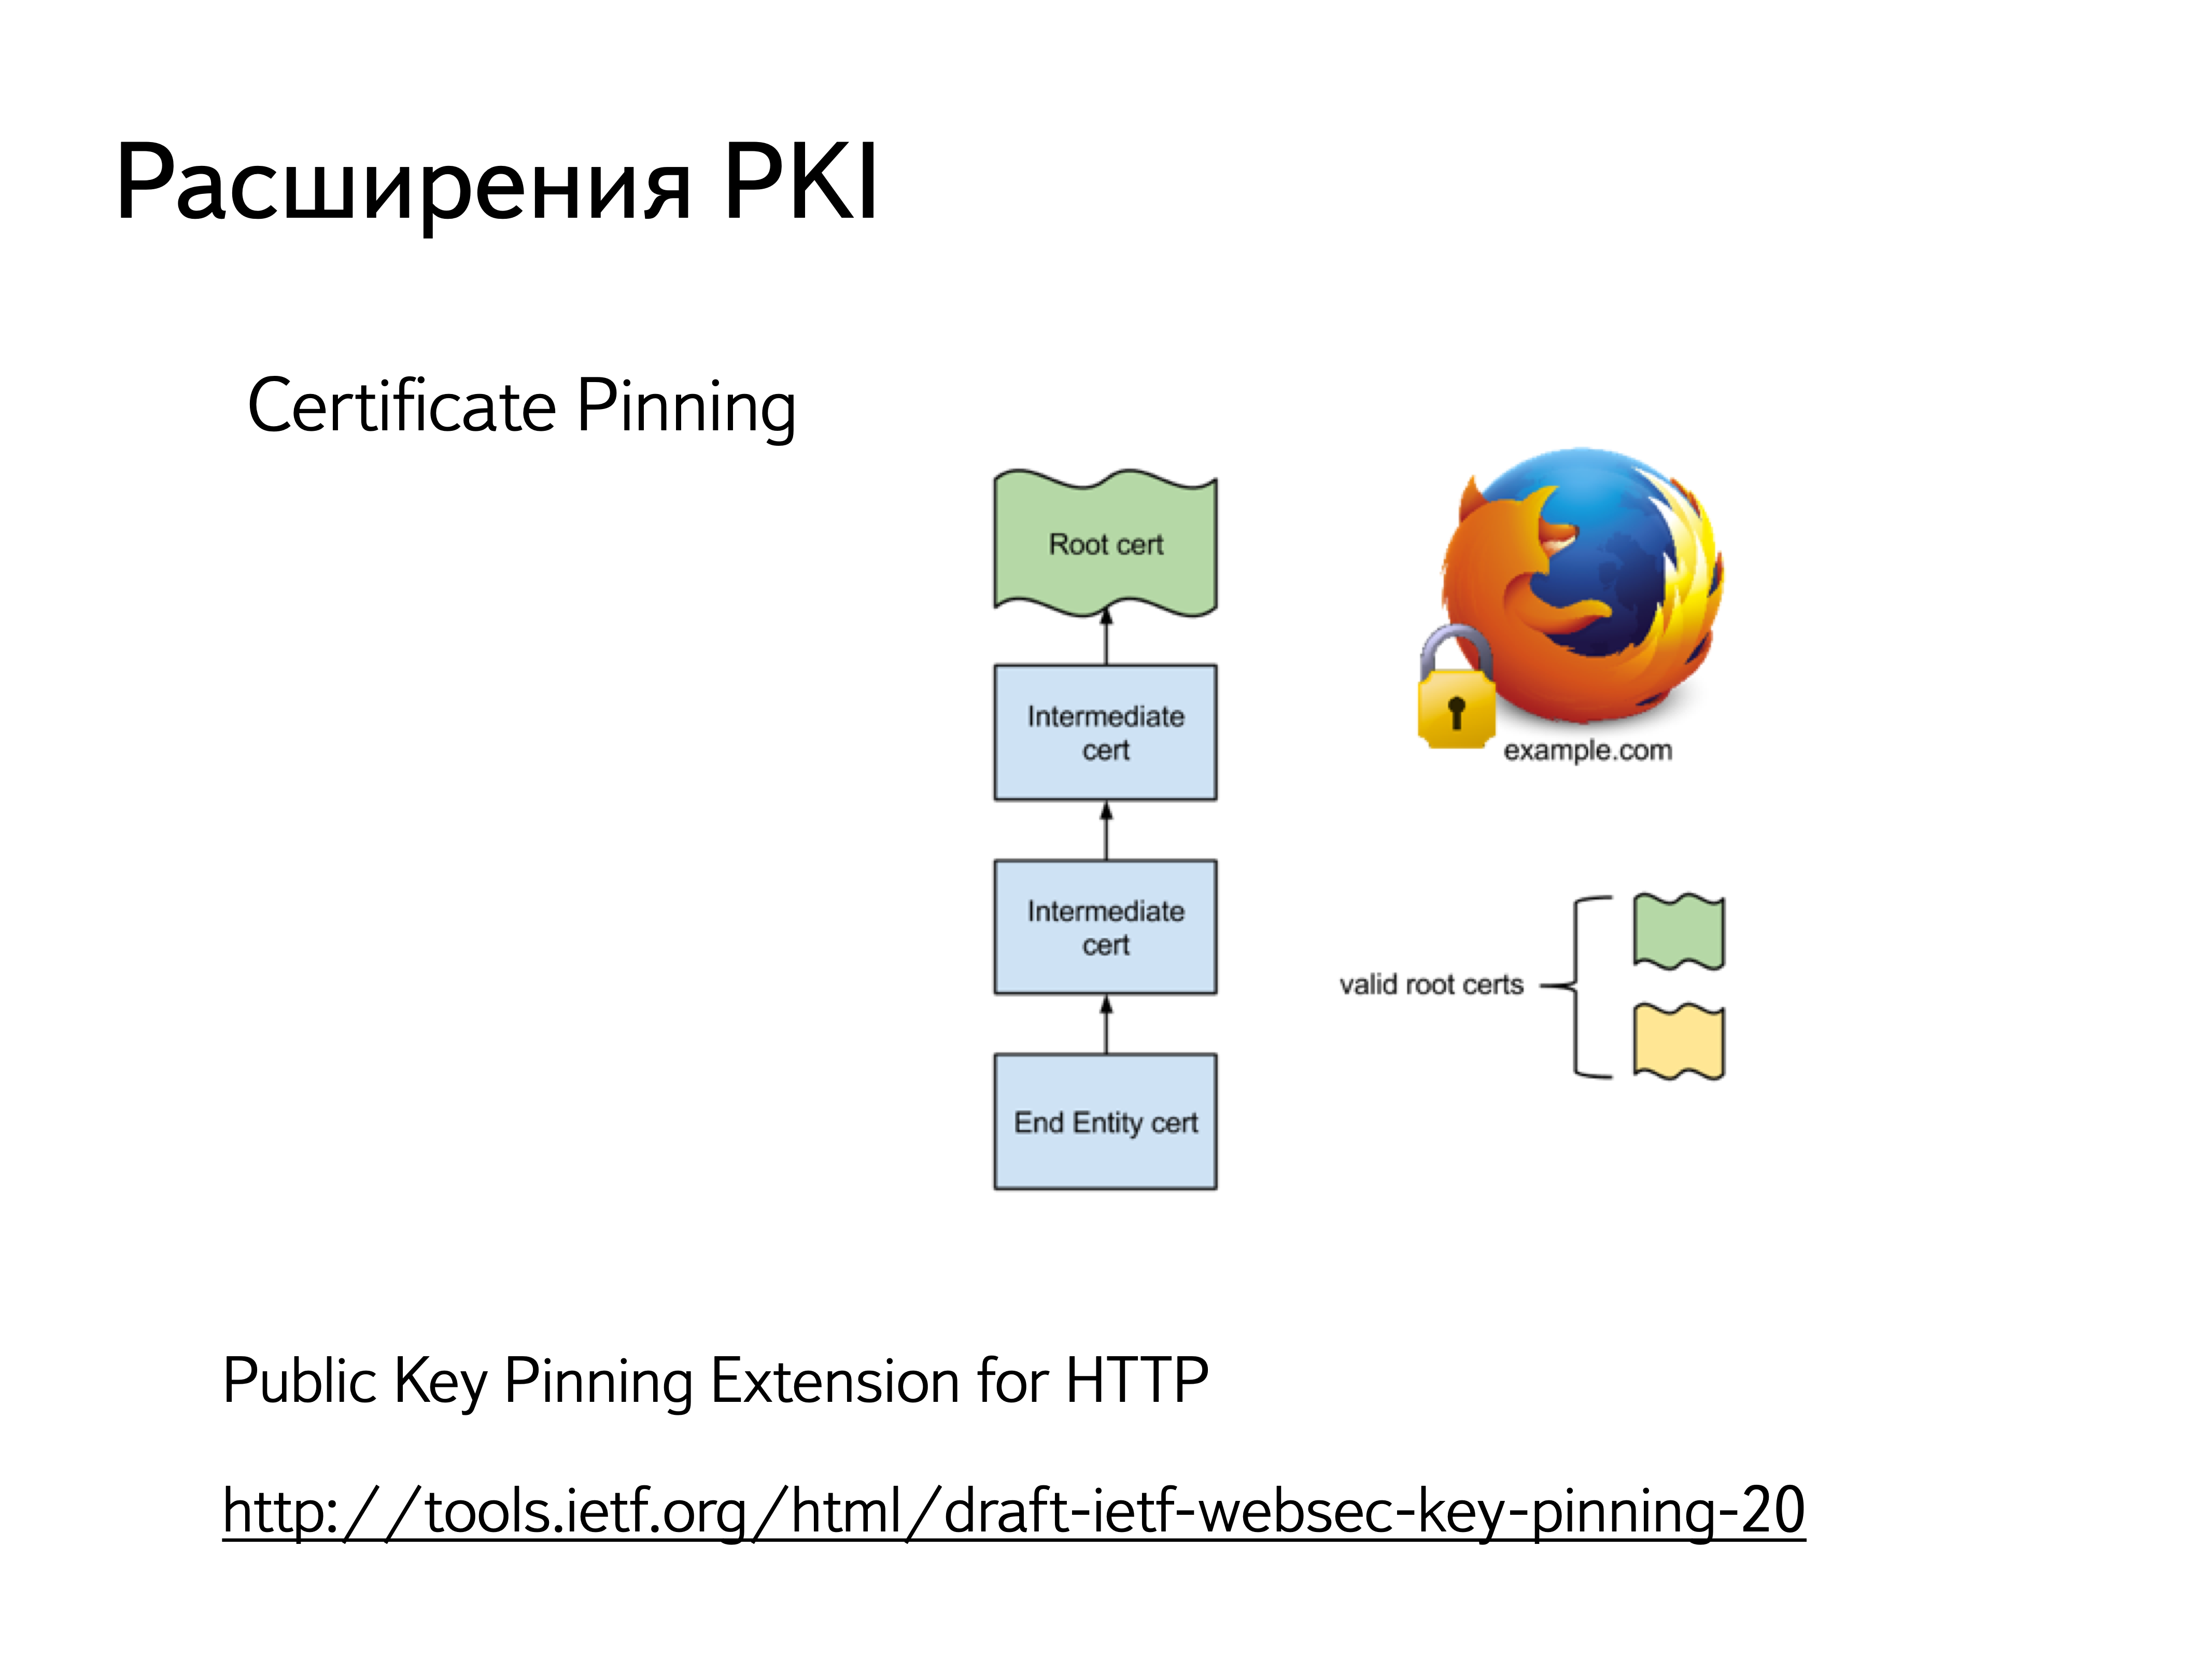 Расширения PKI
Certificate Pinning
Root cert
Intermediate
cert
Intermediate
cert
End Entity cert
example.com
valid root certs
Public Key Pinning Extension for HTTP
http://tools.ietf.org/html/draft-ietf-websec-key-pinning-20